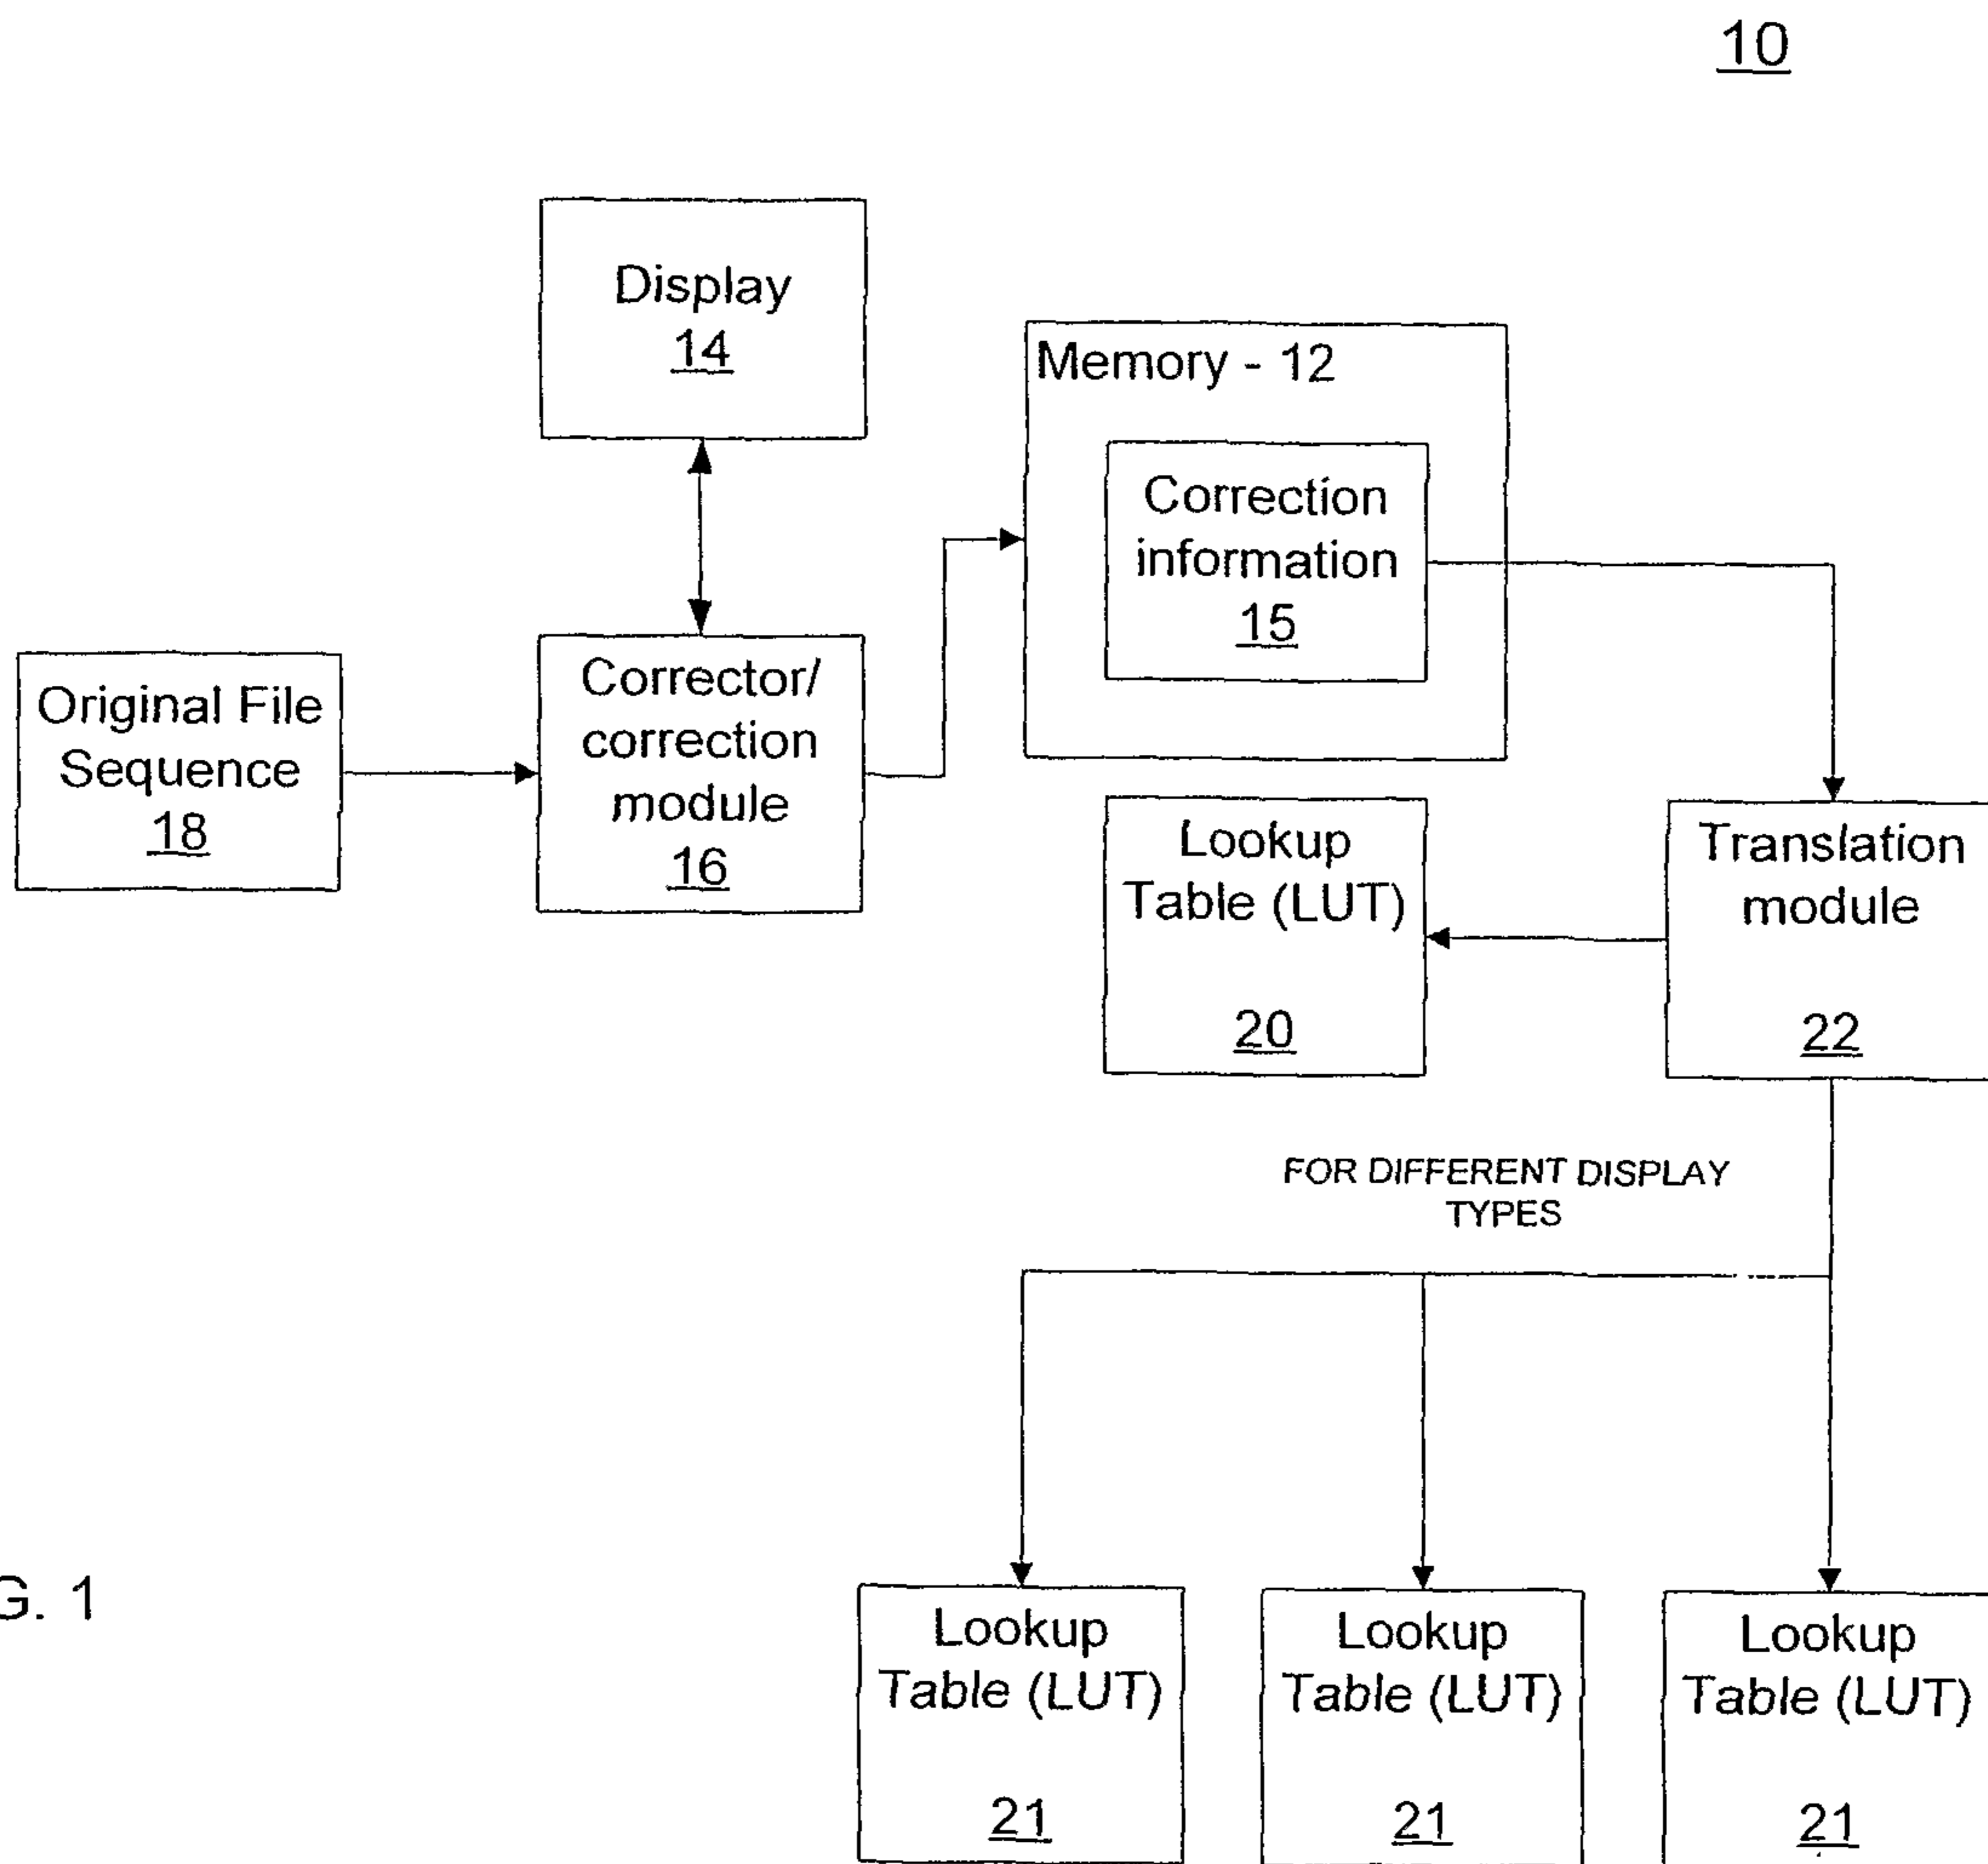 10
Display
14
Memory - 12
Correction
information
15
Original File
Sequence
18
Corrector/
correction
module
16
Lookup
Table (LUT)
20
Translation
module
22
FOR DIFFERENT DISPLAY
TYPES
G. 1
Lookup
Table (LUT)
21
Lookup
Table (LUT)
21
Lookup
Table (LUT)
21